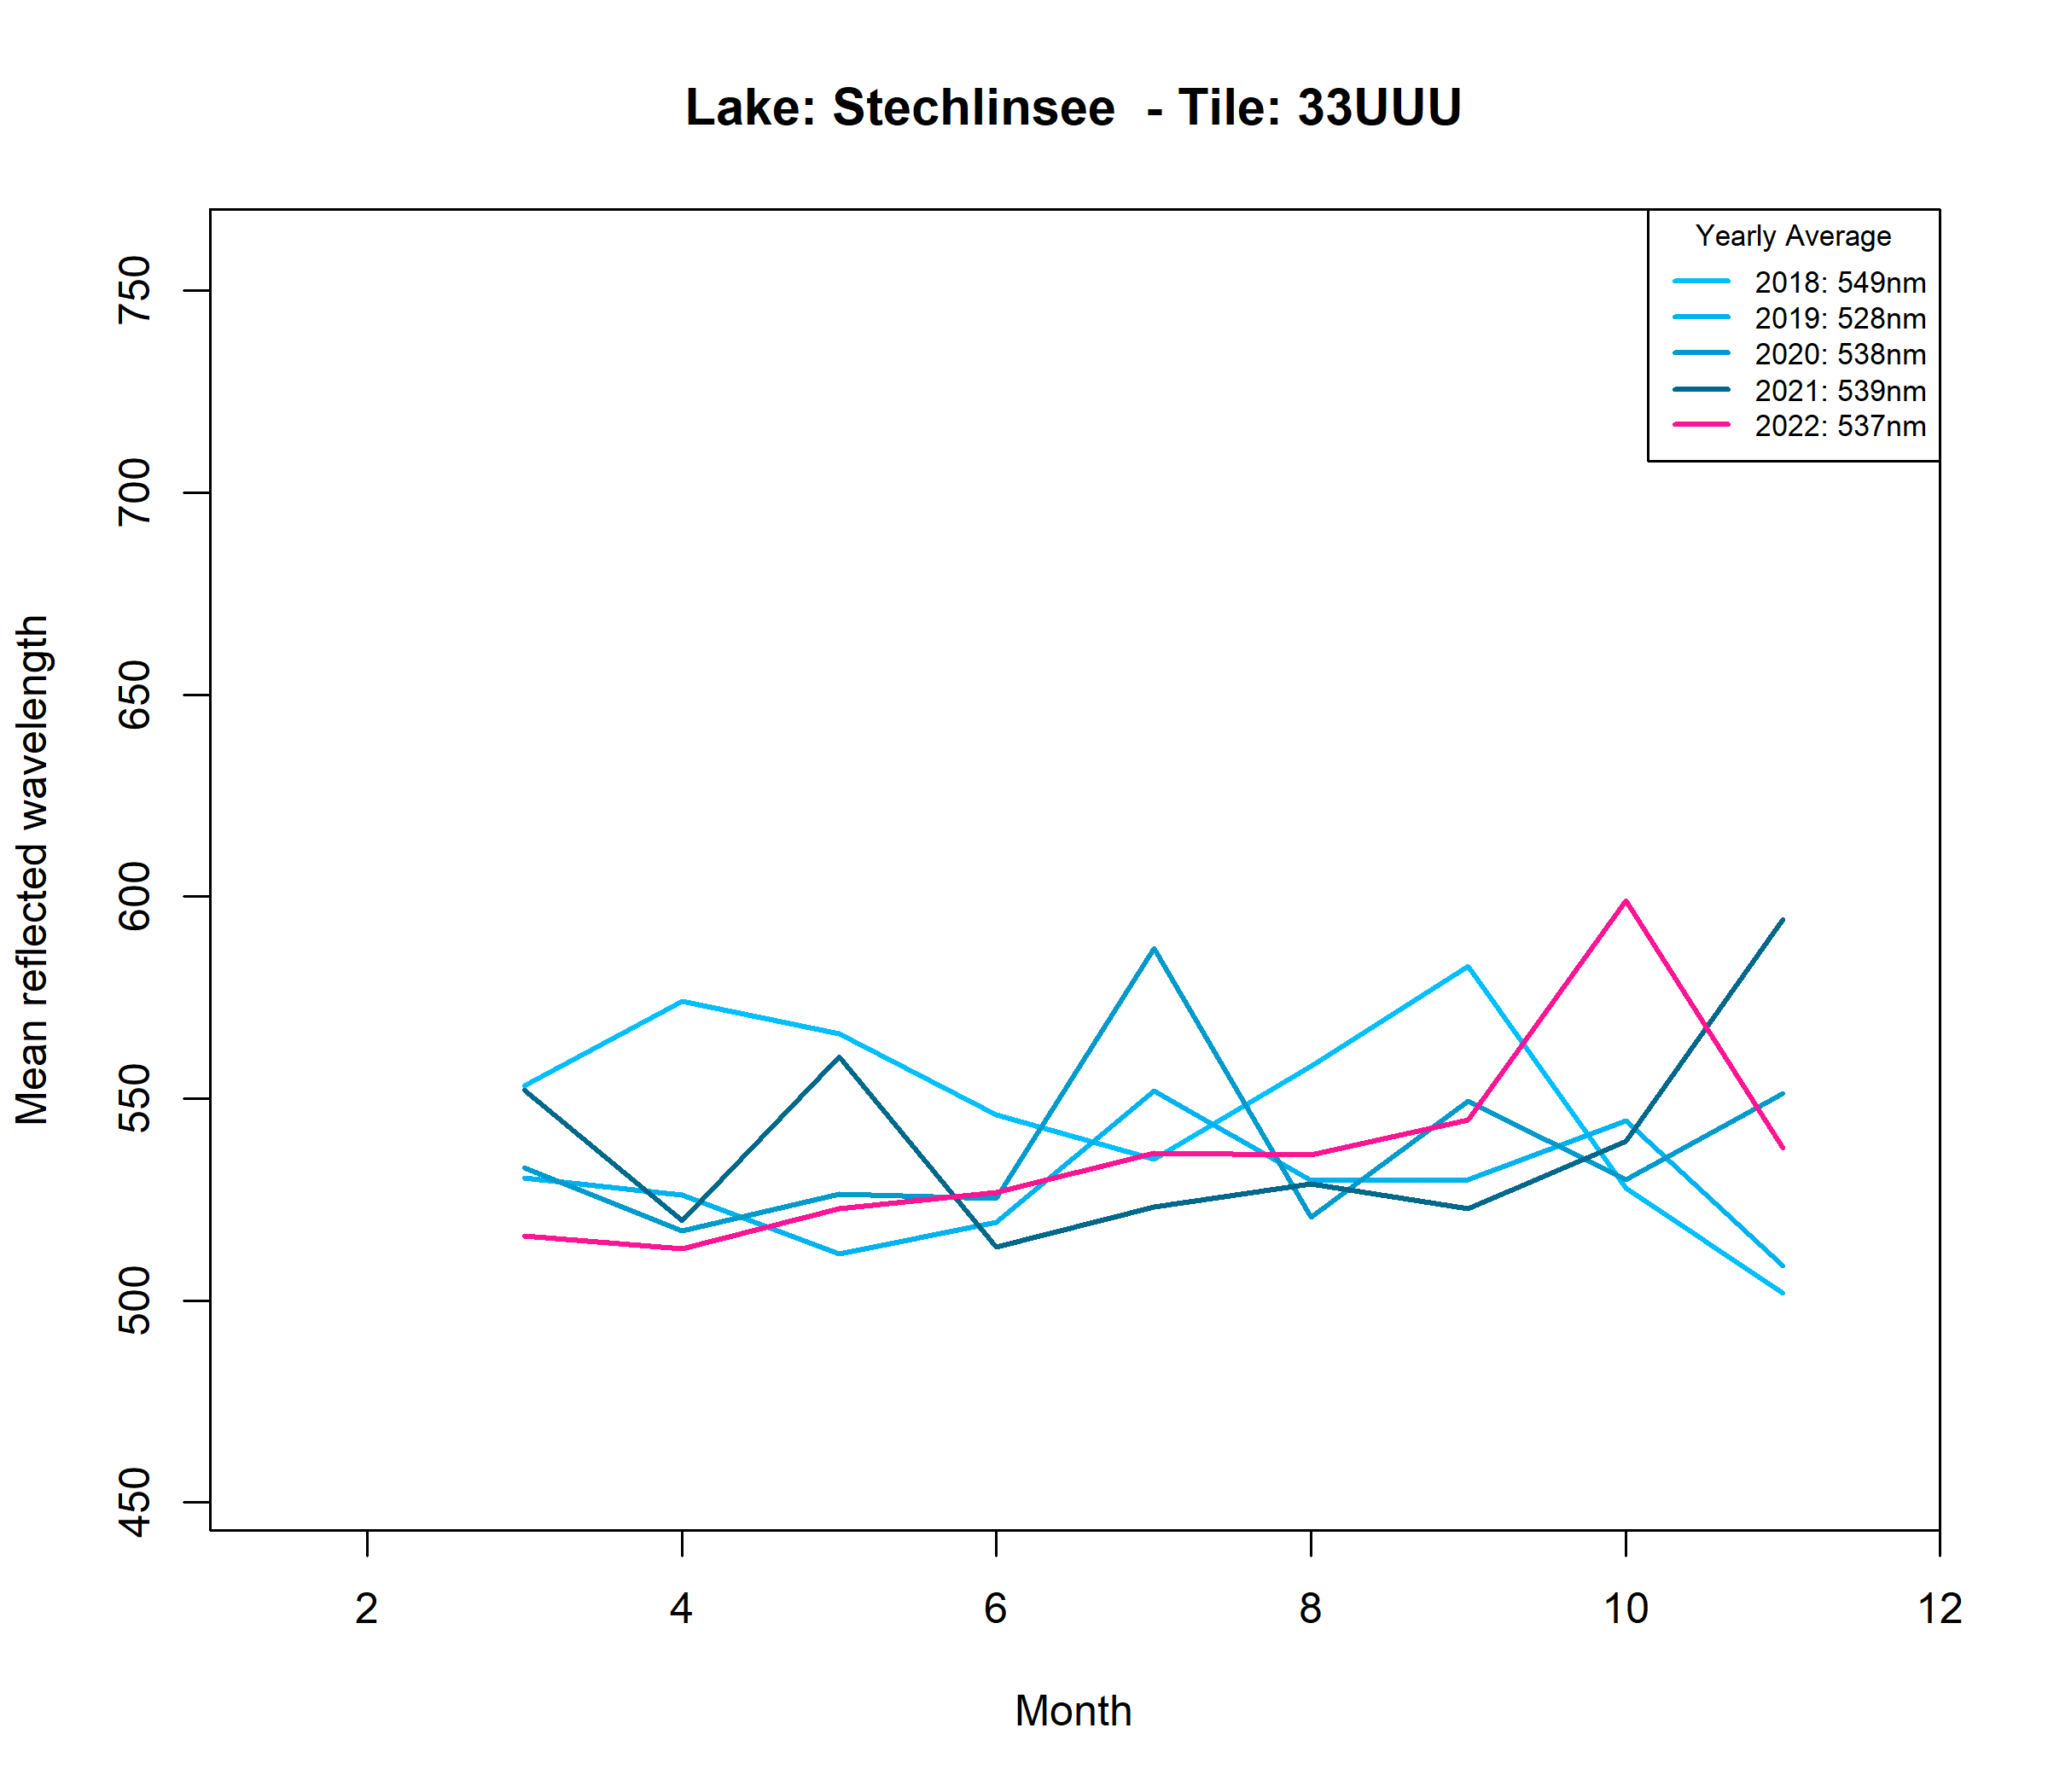 Lake: Stechlinsee  - Tile: 33UUU
Yearly Average
2018: 549nm
2019: 528nm
2020: 538nm
2021: 539nm
2022: 537nm
Mean reflected wavelength
750
700
650
600
550
500
450
2 4 6 8 10 12
Month